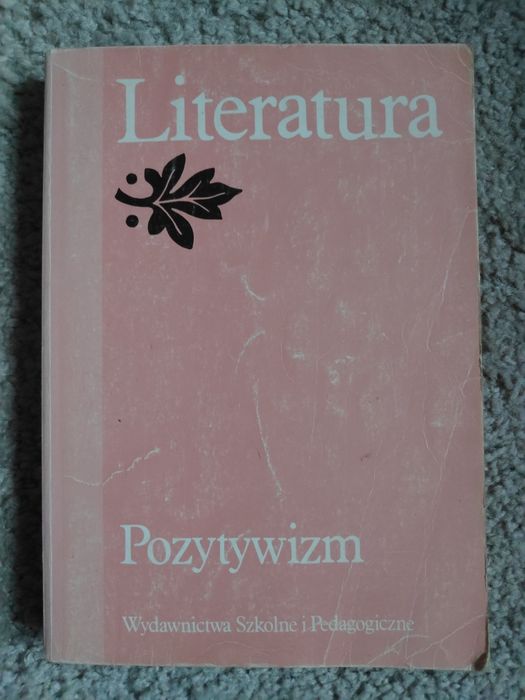 Literatura
Pozytywizm
Wydawnictwa Szkolne i Pedagogiczne